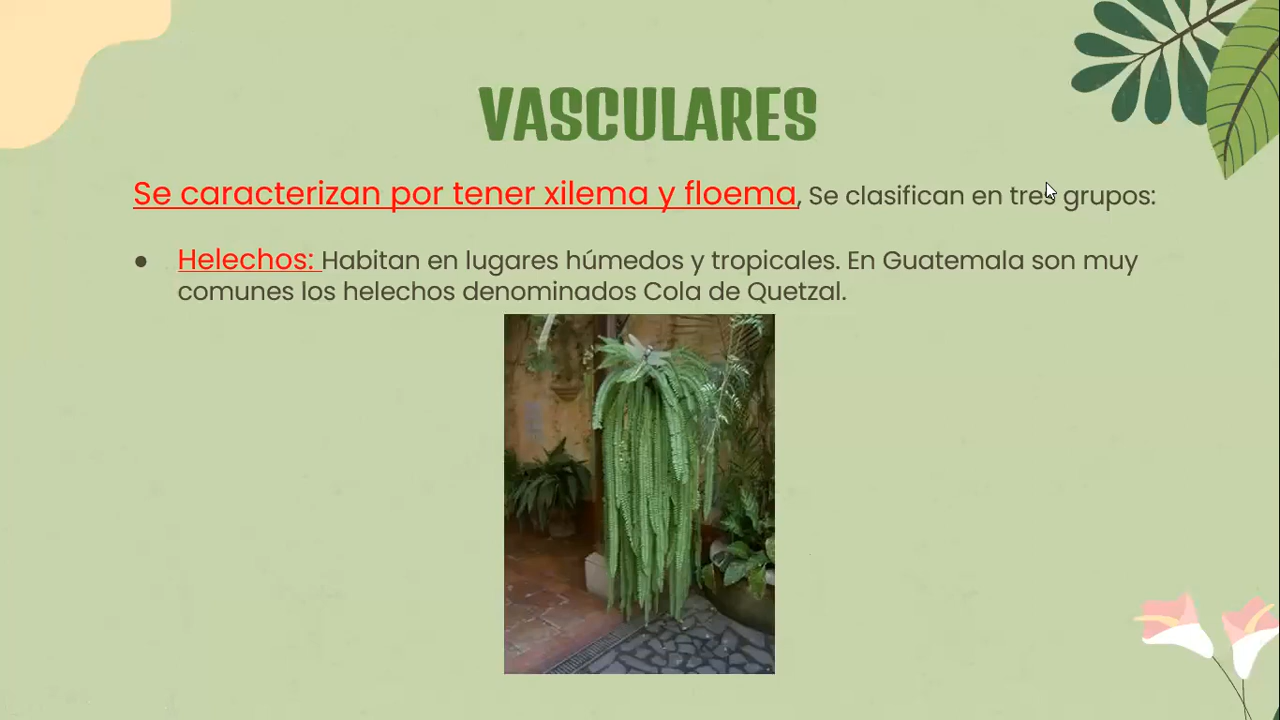 VASCULARES
Se caracterizan por tener xilema y floema, Se clasifican en tres grupos:
● Helechos: Habitan en lugares húmedos y tropicales. En Guatemala son muy
comunes los helechos denominados Cola de Quetzal.